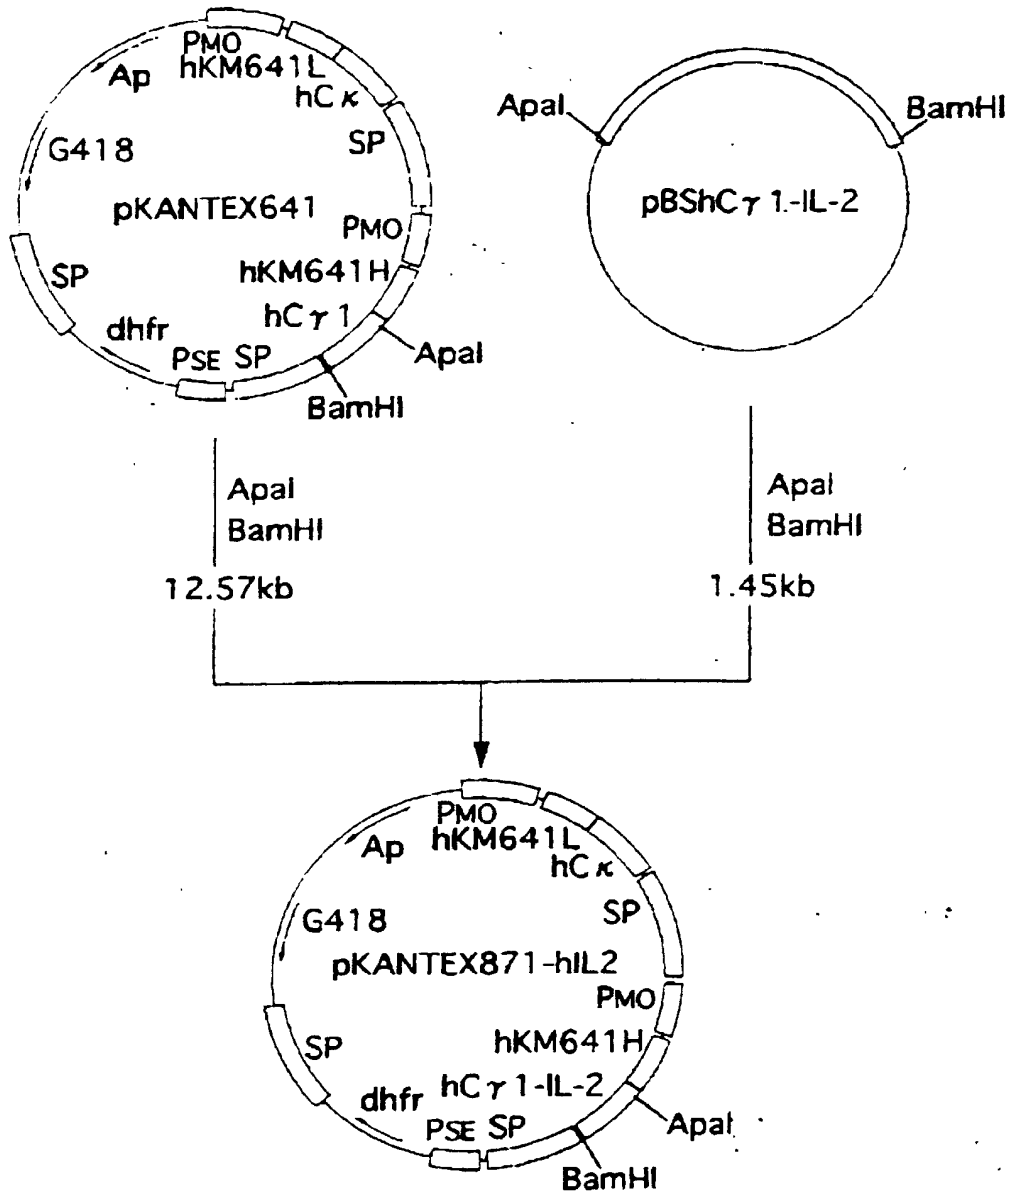 PMO
hKM641L
Ap
hCκ
G418
SP
pKANTEX641
PMO
hKM641H
SP
hCγ1
dhfr
ApaI
PSE SP
BamHI
ApaI
BamHI
pBShCγ1.-IL-2
ApaI
BamHI
12.57kb
ApaI
BamHI
1.45kb
PMO
hKM641L
Ap
hCκ
SP
G418
pKANTEX871-hIL2
PMO
hKM641H
SP
hCγ1-IL-2
dhfr
ApaI
PSE SP
BamHI